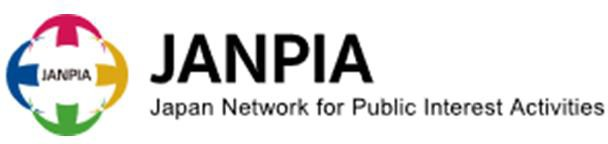 JANPIA
JANPIA
Japan Network for Public Interest Activities